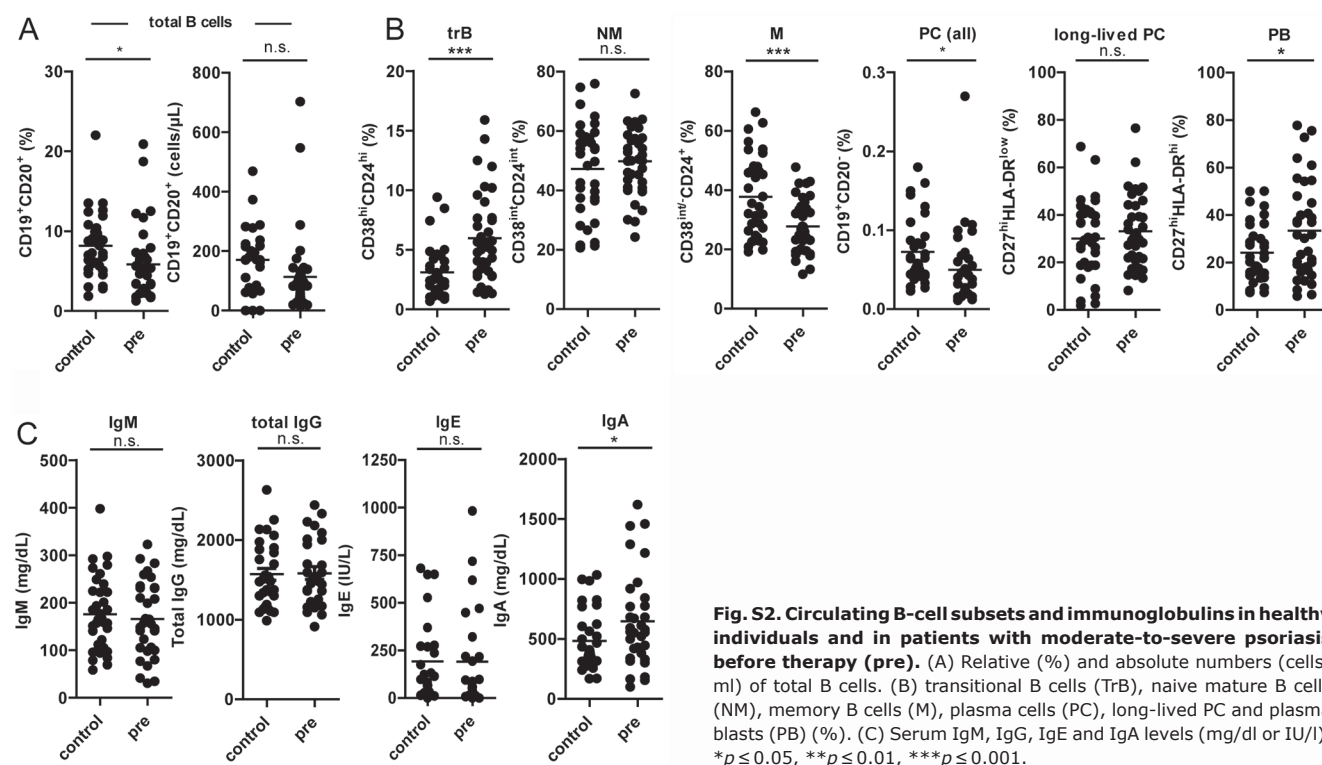 A
total B cells
*
n.s.
CD19+CD20+ (%)
30
20
10
0
control
pre
CD19+CD20+ (cells/µL)
800
600
400
200
0
control
pre
B
trB
***
CD38hiCD24hi (%)
20
15
10
5
0
control
pre
NM
n.s.
CD38intCD24int (%)
80
60
40
20
0
control
pre
M
***
CD38int/-CD24+ (%)
80
60
40
20
0
control
pre
PC (all)
*
CD19+CD20- (%)
0.3
0.2
0.1
0.0
control
pre
long-lived PC
n.s.
CD27hiHLA-DRlow (%)
100
80
60
40
20
0
control
pre
PB
*
CD27hiHLA-DRhi (%)
100
80
60
40
20
0
control
pre
C
IgM
n.s.
IgM (mg/dL)
500
400
300
200
100
0
control
pre
total IgG
n.s.
Total IgG (mg/dL)
3000
2000
1000
0
control
pre
IgE
n.s.
IgE (IU/L)
1250
1000
750
500
250
0
control
pre
IgA
*
IgA (mg/dL)
2000
1500
1000
500
0
control
pre
Fig. S2. Circulating B-cell subsets and immunoglobulins in healthy
individuals and in patients with moderate-to-severe psoriasis
before therapy (pre). (A) Relative (%) and absolute numbers (cells
ml) of total B cells. (B) transitional B cells (TrB), naive mature B cell
(NM), memory B cells (M), plasma cells (PC), long-lived PC and plasma
blasts (PB) (%). (C) Serum IgM, IgG, IgE and IgA levels (mg/dl or IU/l)
*p ≤ 0.05, **p ≤ 0.01, ***p ≤ 0.001.